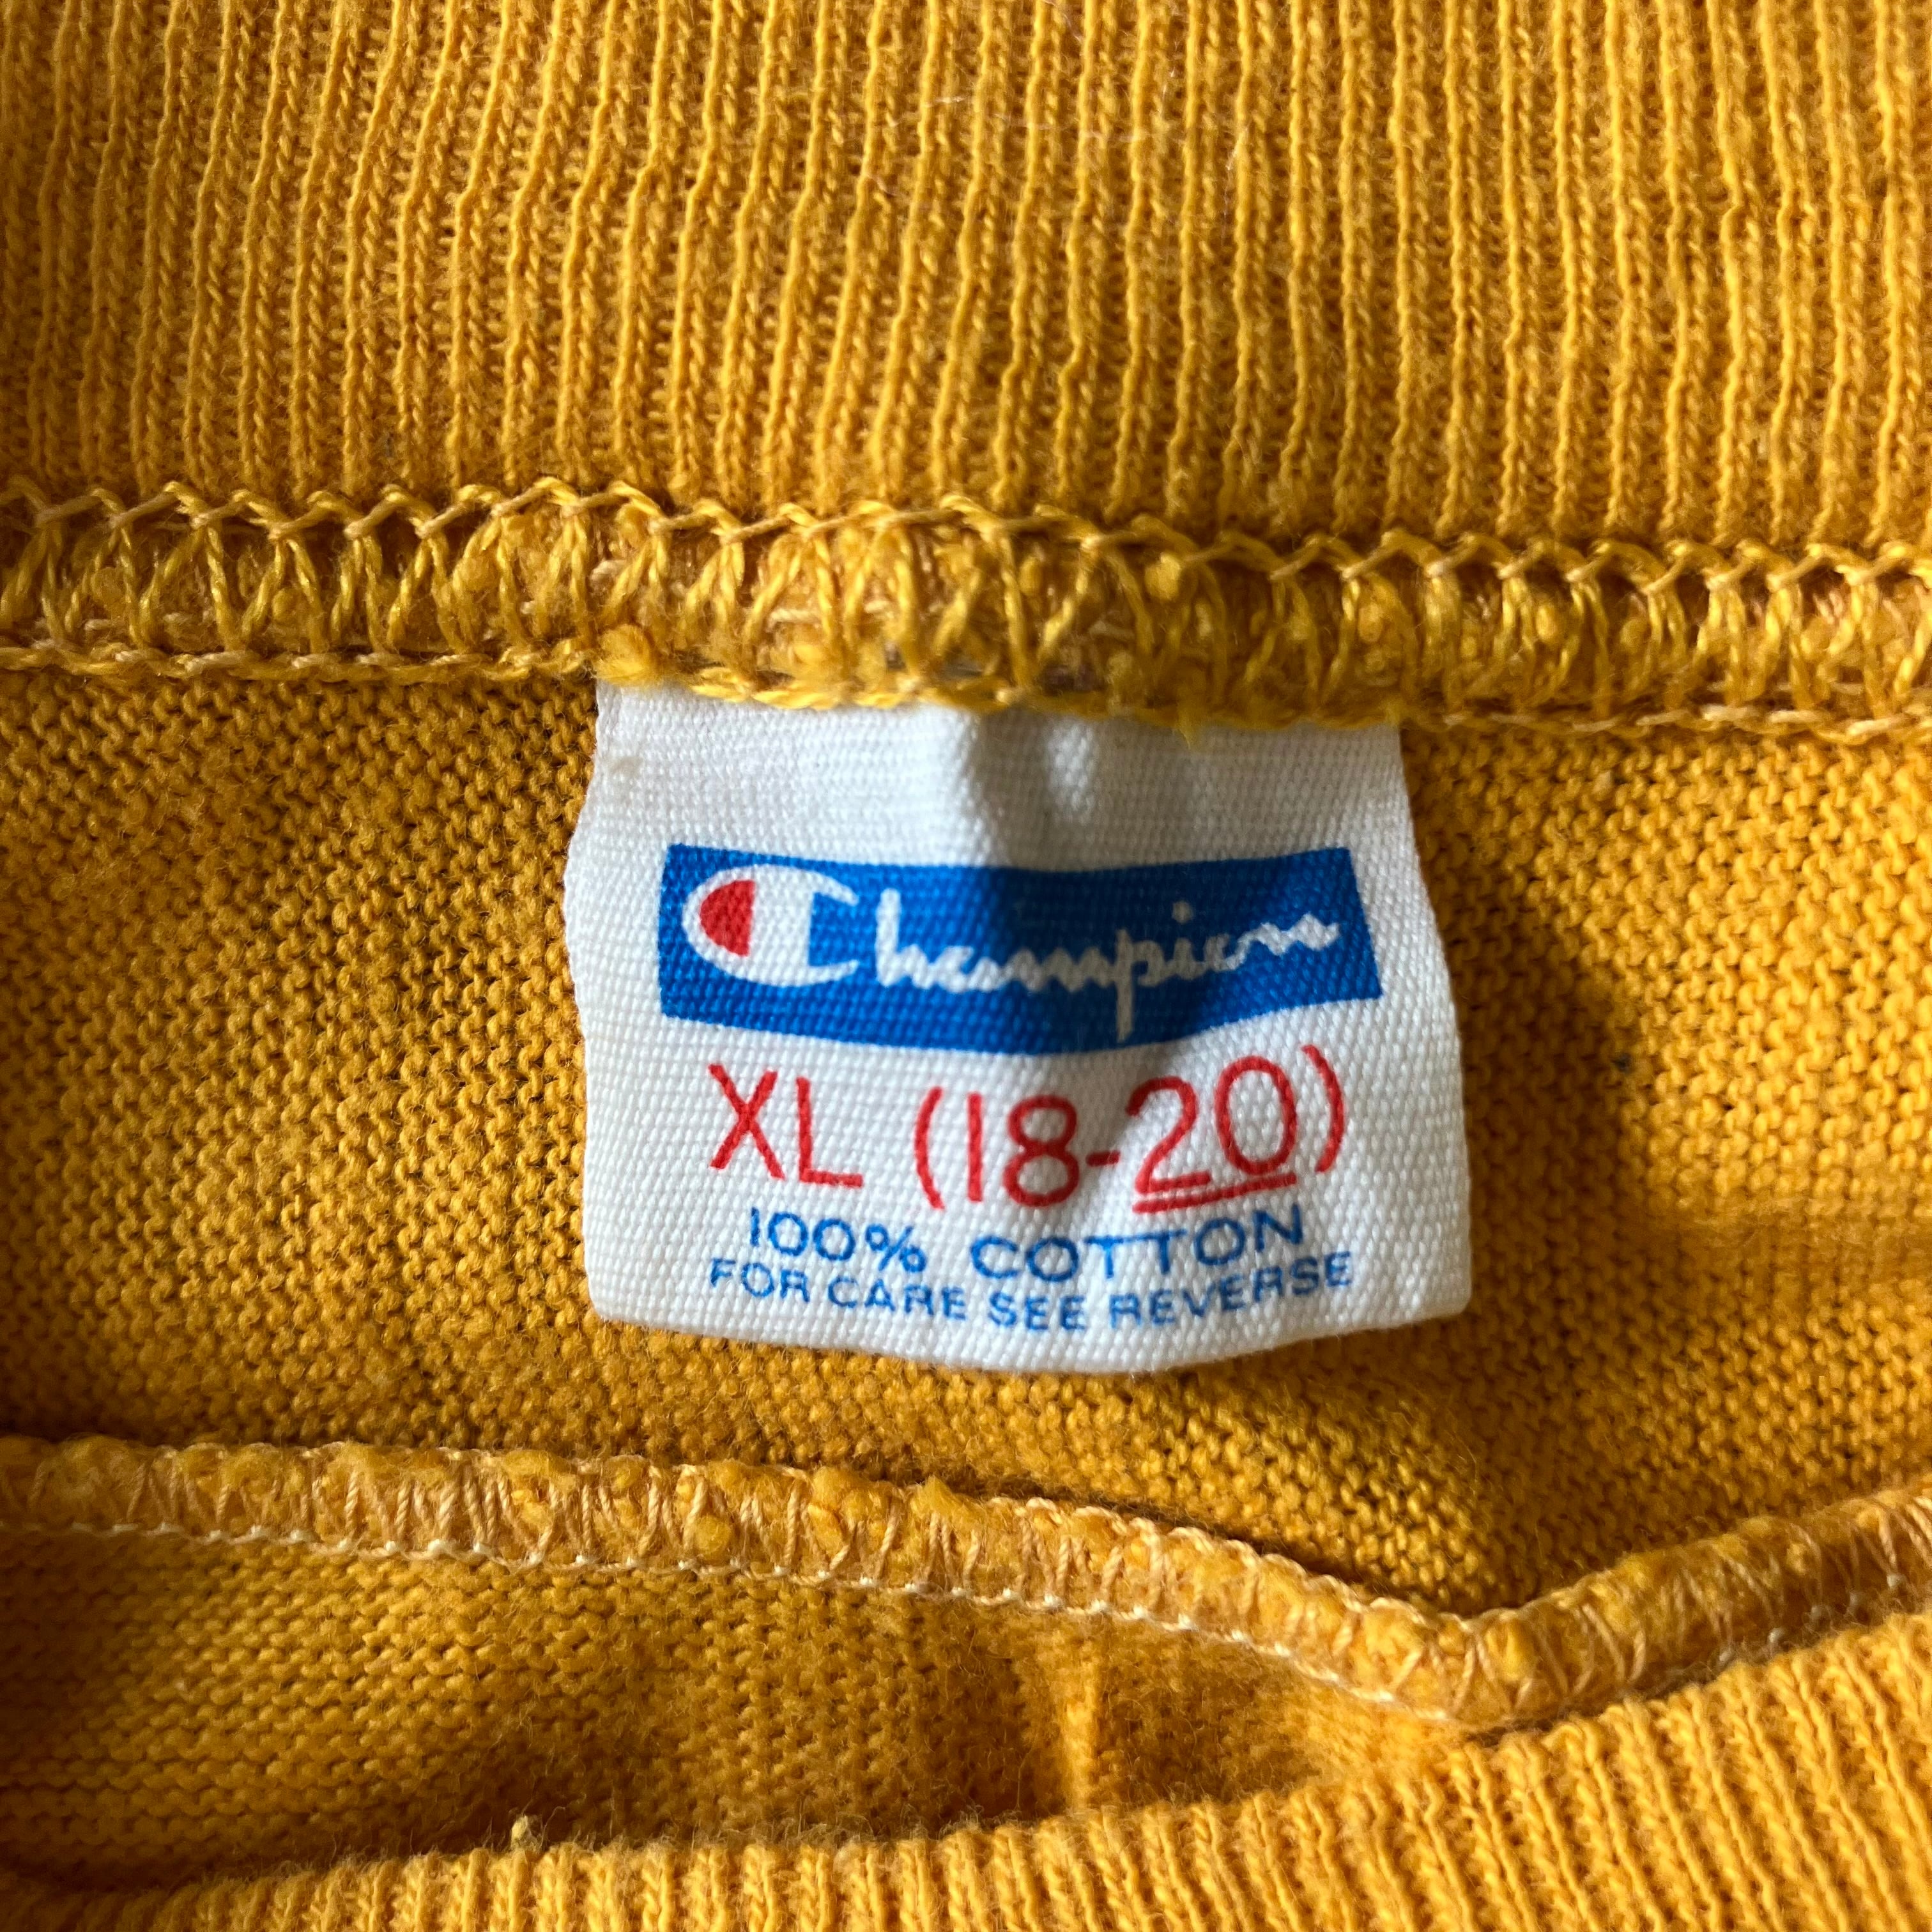 Champion
XL (18-20)
100% COTTON
FOR CARE SEE REVERSE